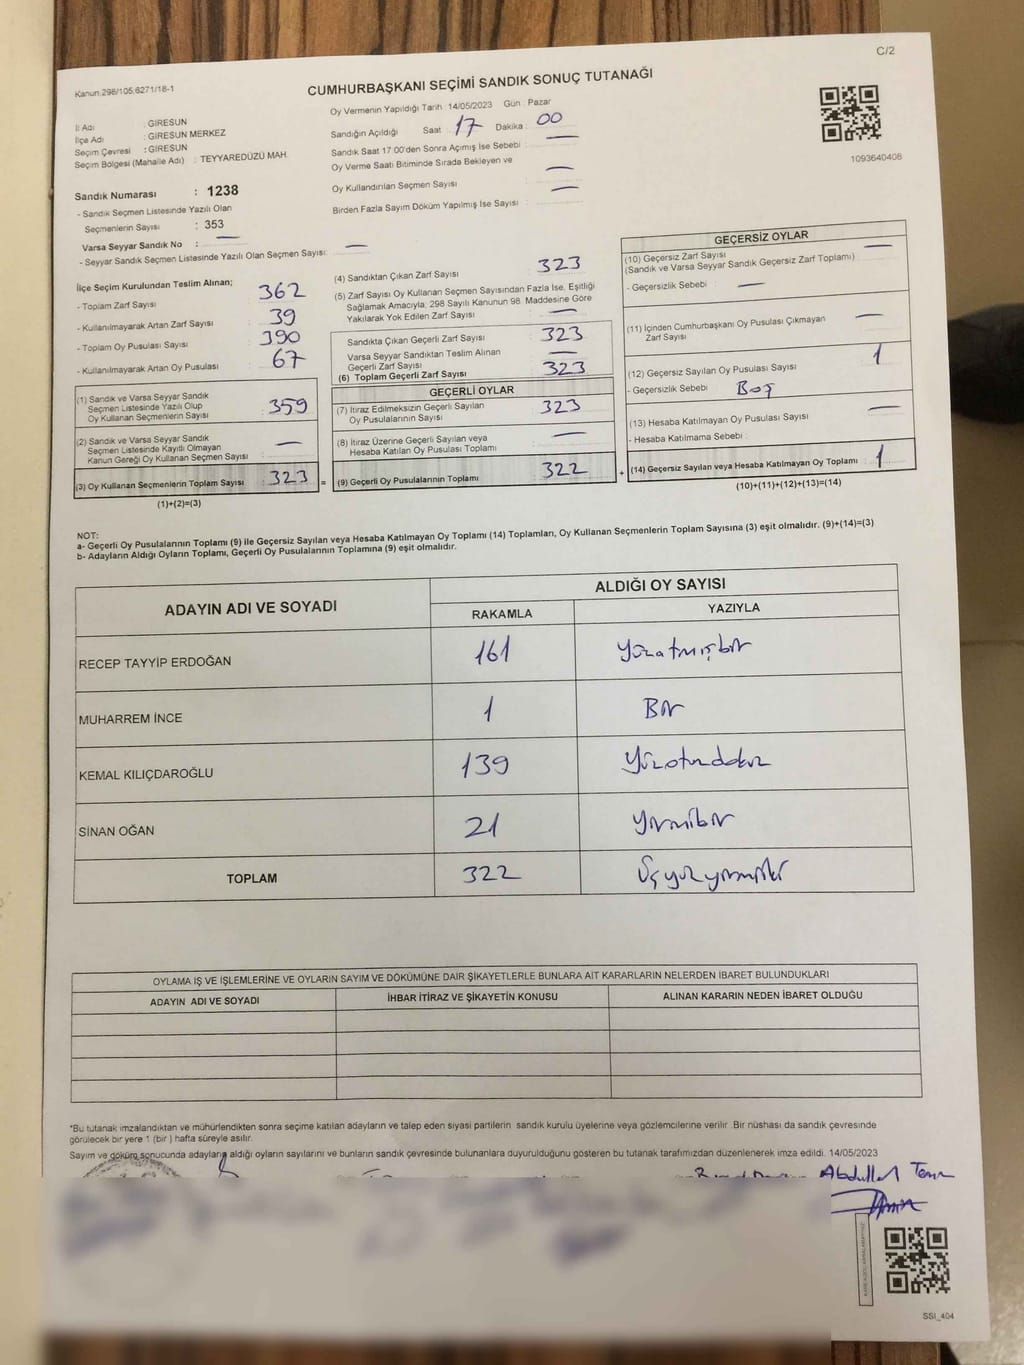 C/2
Kanun:298/105;6271/18-1
CUMHURBAŞKANI SEÇİMİ SANDIK SONUÇ TUTANAĞI
Oy Vermenin Yapıldığı Tarih : 14/05/2023 Gün : Pazar
İl Adı : GİRESUN
İlçe Adı : GİRESUN MERKEZ
Seçim Çevresi : GİRESUN
Seçim Bölgesi (Mahalle Adı) : TEYYAREDÜZÜ MAH.
Sandığın Açıldığı Saat : 17 Dakika : 00
Sandık Saat 17:00'den Sonra Açımış İse Sebebi : —
Oy Verme Saati Bitiminde Sırada Bekleyen ve
Oy Kullandırılan Seçmen Sayısı : —
Birden Fazla Sayım Döküm Yapılmış İse Sayısı : —
1093640408
Sandık Numarası : 1238
- Sandık Seçmen Listesinde Yazılı Olan
Seçmenlerin Sayısı : 353
Varsa Seyyar Sandık No : —
- Seyyar Sandık Seçmen Listesinde Yazılı Olan Seçmen Sayısı: —
İlçe Seçim Kurulundan Teslim Alınan;
- Toplam Zarf Sayısı : 362
- Kullanılmayarak Artan Zarf Sayısı : 39
- Toplam Oy Pusulası Sayısı : 390
- Kullanılmayarak Artan Oy Pusulası : 67
(1) Sandık ve Varsa Seyyar Sandık
Seçmen Listesinde Yazılı Olup
Oy Kullanan Seçmenlerin Sayısı : 359
(2) Sandık ve Varsa Seyyar Sandık
Seçmen Listesinde Kayıtlı Olmayan
Kanun Gereği Oy Kullanan Seçmen Sayısı : —
(3) Oy Kullanan Seçmenlerin Toplam Sayısı : 323 =
(1)+(2)=(3)
(4) Sandıktan Çıkan Zarf Sayısı : 323
(5) Zarf Sayısı Oy Kullanan Seçmen Sayısından Fazla İse, Eşitliği
Sağlamak Amacıyla, 298 Sayılı Kanunun 98. Maddesine Göre
Yakılarak Yok Edilen Zarf Sayısı : —
Sandıkta Çıkan Geçerli Zarf Sayısı : 323
Varsa Seyyar Sandıktan Teslim Alınan
Geçerli Zarf Sayısı : —
(6) Toplam Geçerli Zarf Sayısı : 323
GEÇERLİ OYLAR
(7) İtiraz Edilmeksizin Geçerli Sayılan
Oy Pusulalarının Sayısı : 323
(8) İtiraz Üzerine Geçerli Sayılan veya
Hesaba Katılan Oy Pusulası Toplamı : —
(9) Geçerli Oy Pusulalarının Toplamı : 322 +
GEÇERSİZ OYLAR
(10) Geçersiz Zarf Sayısı : —
(Sandık ve Varsa Seyyar Sandık Geçersiz Zarf Toplamı)
- Geçersizlik Sebebi : —
(11) İçinden Cumhurbaşkanı Oy Pusulası Çıkmayan
Zarf Sayısı : —
(12) Geçersiz Sayılan Oy Pusulası Sayısı : 1
- Geçersizlik Sebebi : Boş
(13) Hesaba Katılmayan Oy Pusulası Sayısı : —
- Hesaba Katılmama Sebebi :
(14) Geçersiz Sayılan veya Hesaba Katılmayan Oy Toplamı : 1
(10)+(11)+(12)+(13)=(14)
NOT:
a- Geçerli Oy Pusulalarının Toplamı (9) ile Geçersiz Sayılan veya Hesaba Katılmayan Oy Toplamı (14) Toplamları, Oy Kullanan Seçmenlerin Toplam Sayısına (3) eşit olmalıdır. (9)+(14)=(3)
b- Adayların Aldığı Oyların Toplamı, Geçerli Oy Pusulalarının Toplamına (9) eşit olmalıdır.
ADAYIN ADI VE SOYADI
ALDIĞI OY SAYISI
RAKAMLA YAZIYLA
RECEP TAYYİP ERDOĞAN 161 Yüzatmışbir
MUHARREM İNCE 1 Bir
KEMAL KILIÇDAROĞLU 139 Yüzotuzdokuz
SİNAN OĞAN 21 Yirmibir
TOPLAM 322 Üçyüzyirmiiki
OYLAMA İŞ VE İŞLEMLERİNE VE OYLARIN SAYIM VE DÖKÜMÜNE DAİR ŞİKAYETLERLE BUNLARA AİT KARARLARIN NELERDEN İBARET BULUNDUKLARI
ADAYIN ADI VE SOYADI İHBAR İTİRAZ VE ŞİKAYETİN KONUSU ALINAN KARARIN NEDEN İBARET OLDUĞU
*Bu tutanak imzalandıktan ve mühürlendikten sonra seçime katılan adayların ve talep eden siyasi partilerin sandık kurulu üyelerine veya gözlemcilerine verilir .Bir nüshası da sandık çevresinde
görülecek bir yere 1 (bir ) hafta süreyle asılır.
Sayım ve döküm sonucunda adayların aldığı oyların sayılarını ve bunların sandık çevresinde bulunanlara duyurulduğunu gösteren bu tutanak tarafımızdan düzenlenerek imza edildi. 14/05/2023
Abdullah
SSI_404